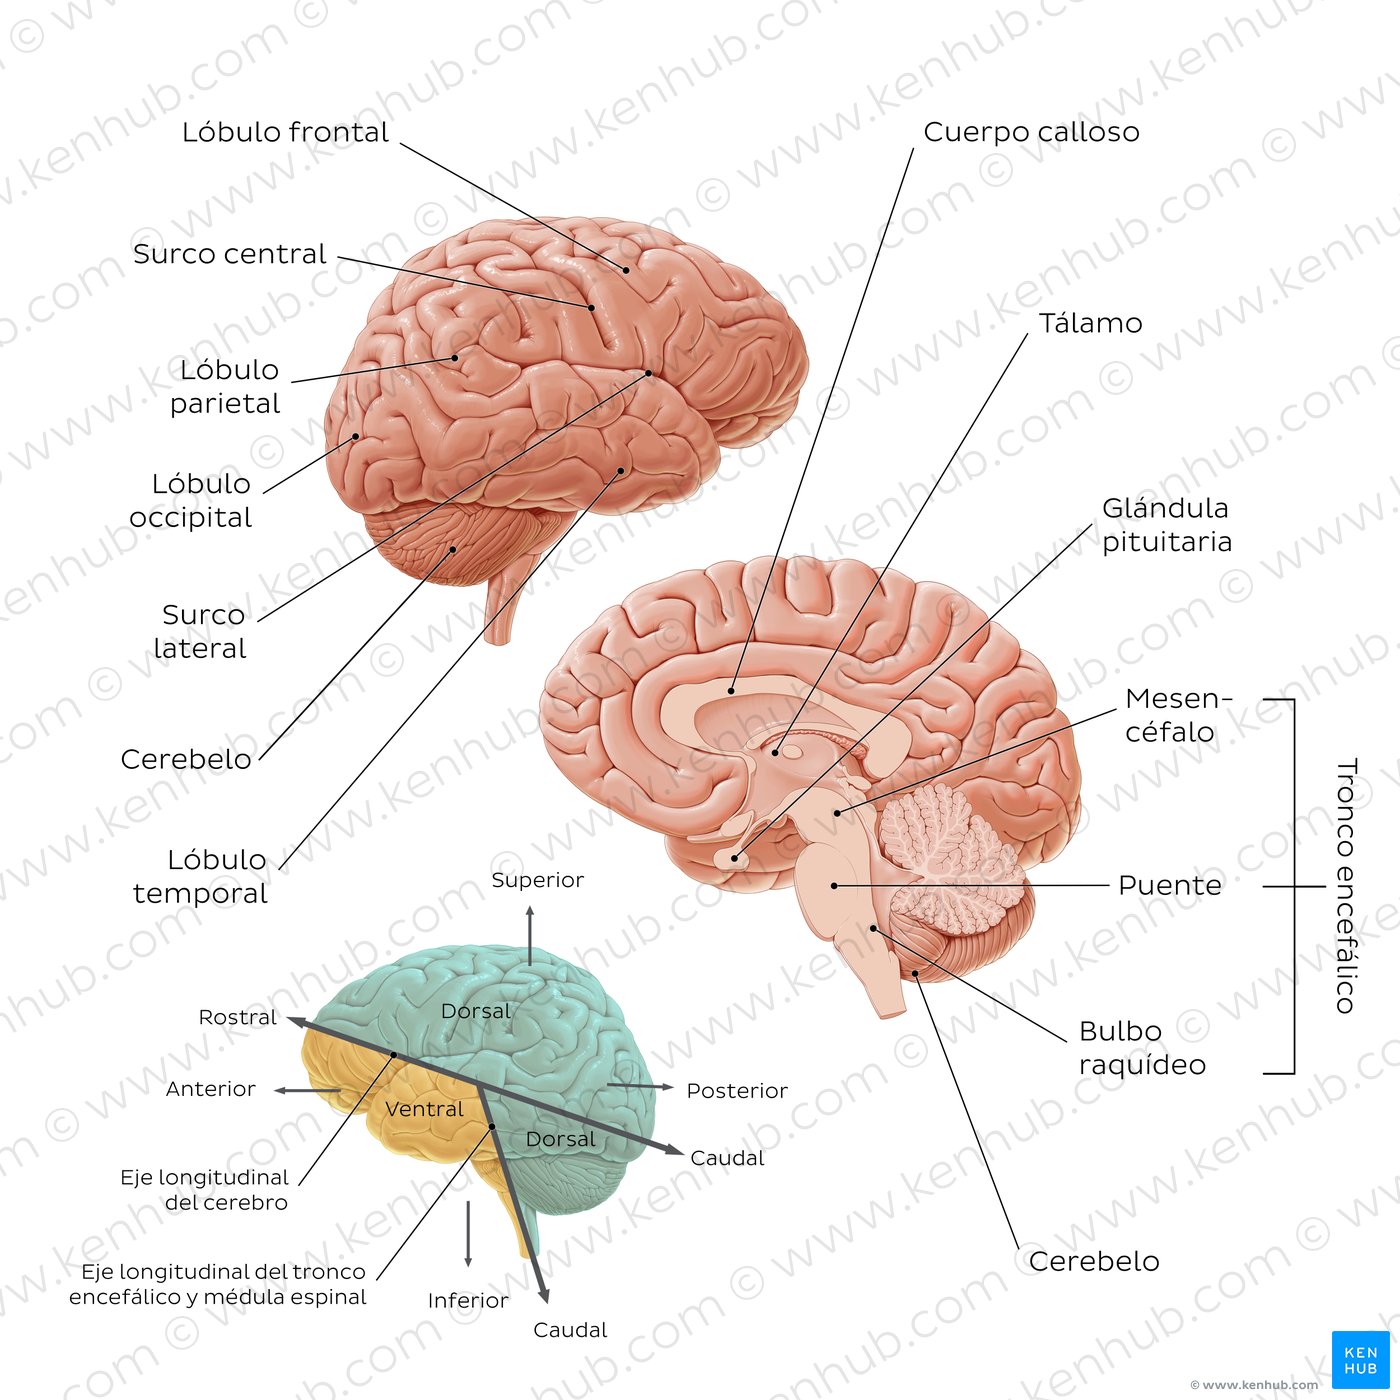 Lóbulo frontal
Surco central
Lóbulo
parietal
Lóbulo
occipital
Surco
lateral
Cerebelo
Lóbulo
temporal
Cuerpo calloso
Tálamo
Glándula
pituitaria
Mesen-
céfalo
Puente
Bulbo
raquídeo
Cerebelo
Tronco encefálico
Superior
Rostral
Dorsal
Anterior
Ventral
Posterior
Dorsal
Caudal
Eje longitudinal
del cerebro
Eje longitudinal del tronco
encefálico y médula espinal
Inferior
Caudal
KEN
HUB
© www.kenhub.com